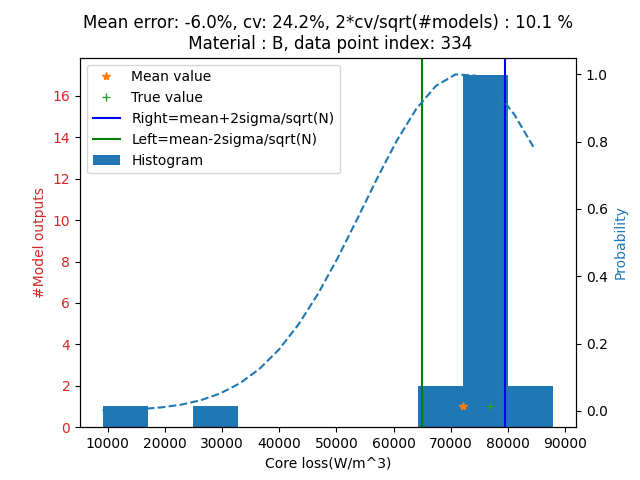 Mean error: -6.0%, cv: 24.2%, 2*cv/sqrt(#models) : 10.1 %
Material : B, data point index: 334
Mean value
True value
Right=mean+2sigma/sqrt(N)
Left=mean-2sigma/sqrt(N)
Histogram
#Model outputs
16
14
12
10
8
6
4
2
0
1.0
0.8
0.6
0.4
0.2
0.0
Probability
10000 20000 30000 40000 50000 60000 70000 80000 90000
Core loss(W/m^3)